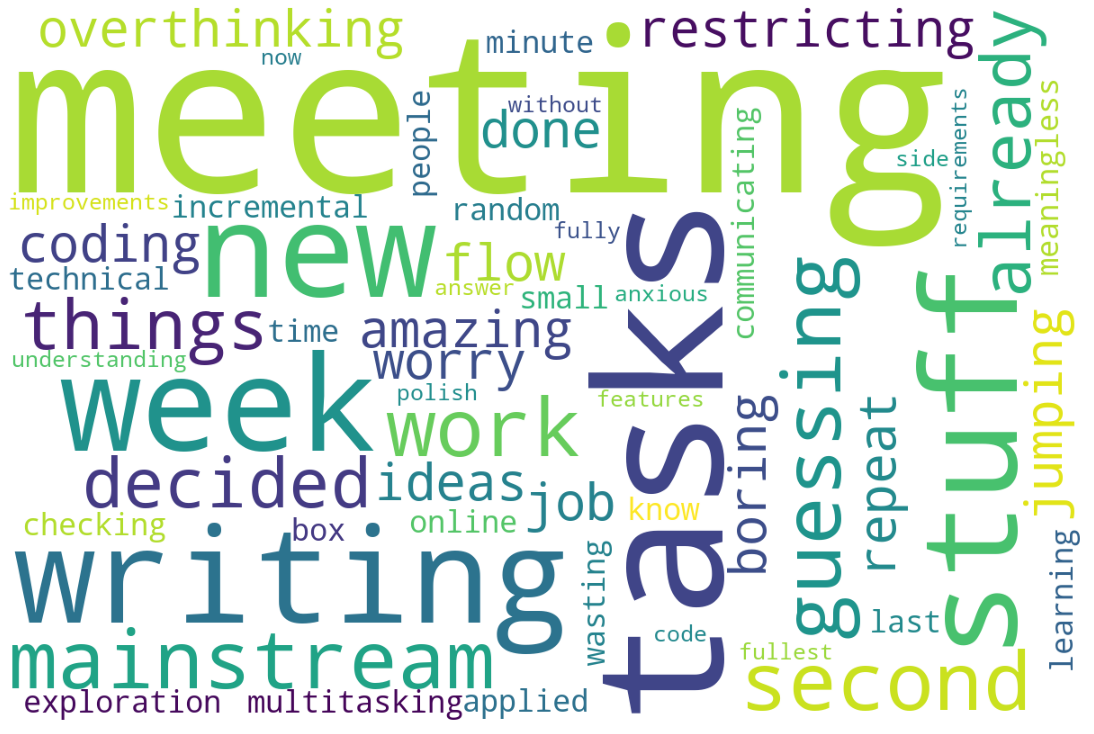 overthinking
minute
restricting
now
meeting
people
without
done
already
meaningless
requirements
side
communicating
improvements
incremental
random
fully
coding
new
flow
technical
answer
small
anxious
things
time
amazing
tasks
guessing
stuff
jumping
understanding
worry
week
polish
features
work
boring
repeat
decided
ideas
job
know
checking
box
online
writing
wasting
code
last
learning
mainstream
fullest
second
exploration
multitasking
applied